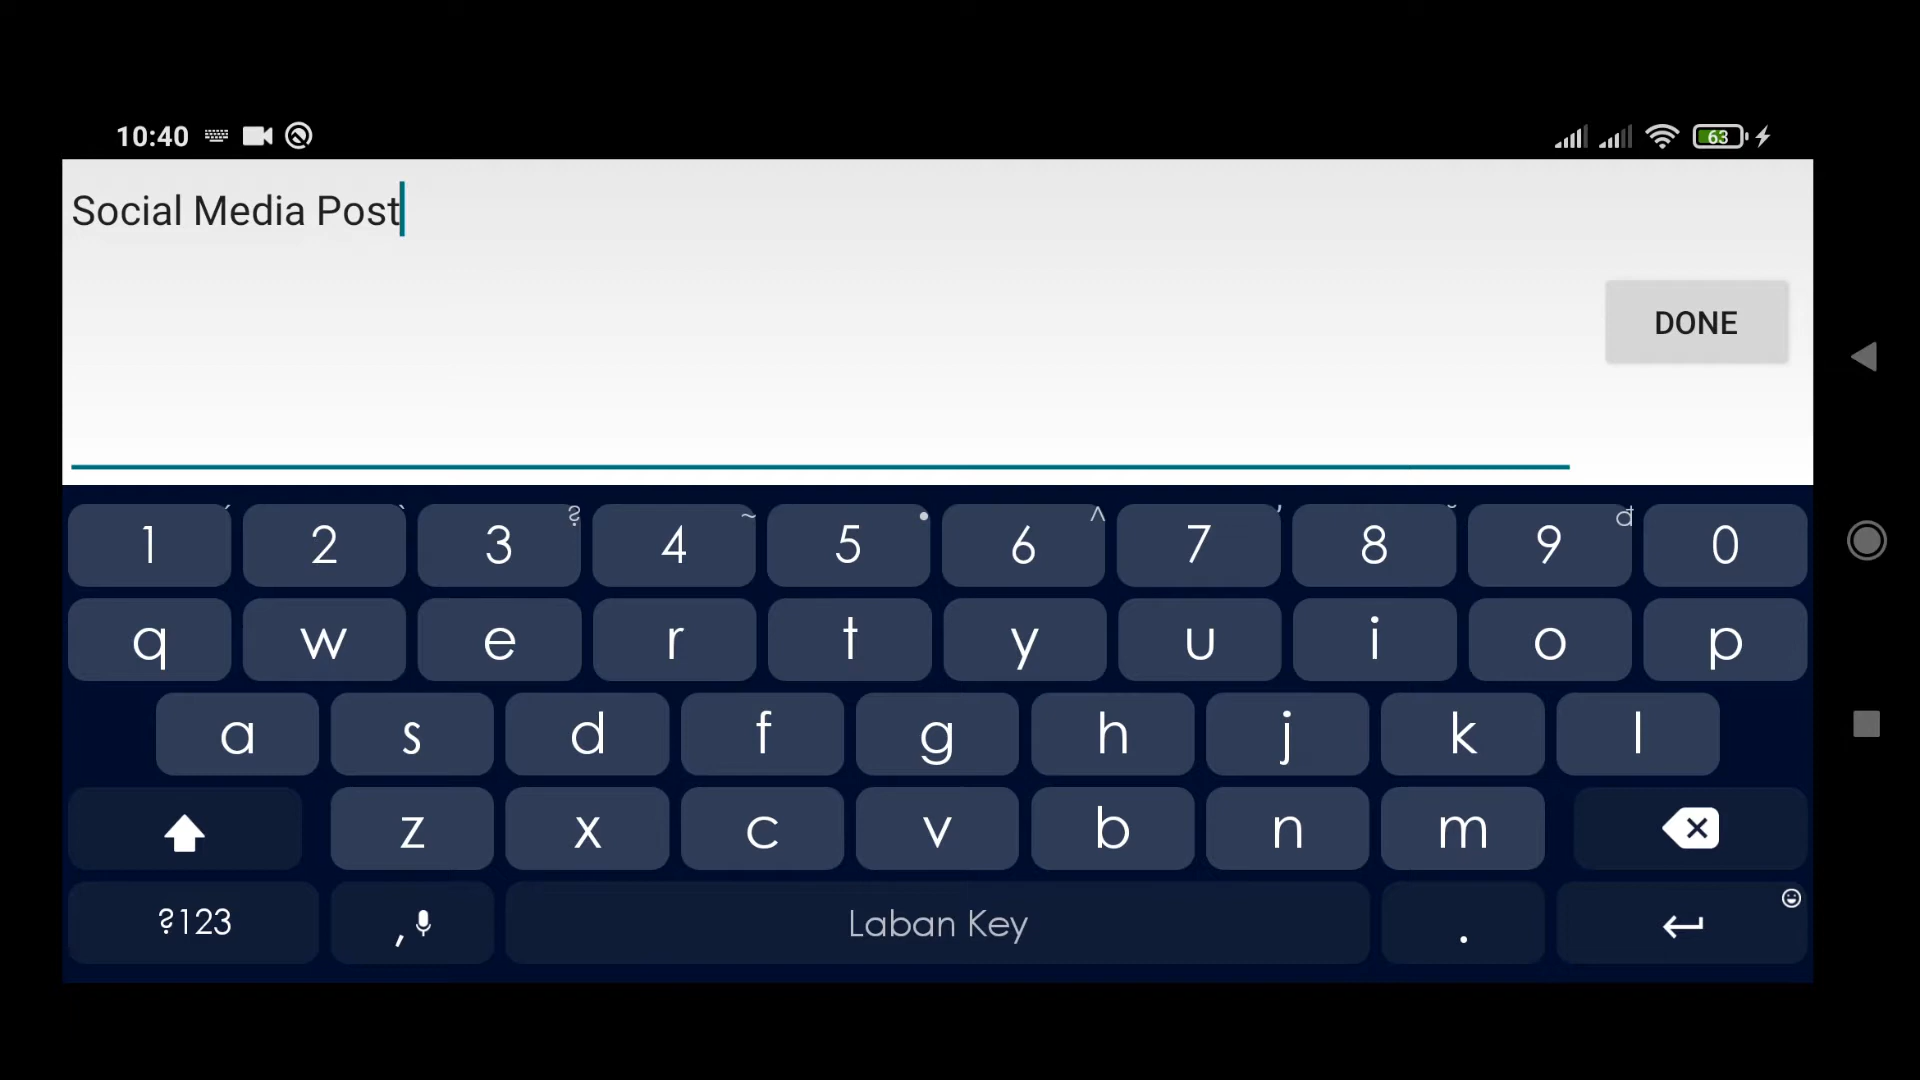 10:40
63
Social Media Post
DONE
1 2 3 ? 4 ~ 5 6 ^ 7 8 9 đ 0
q w e r t y u i o p
a s d f g h j k l
z x c v b n m
?123 , Laban Key .